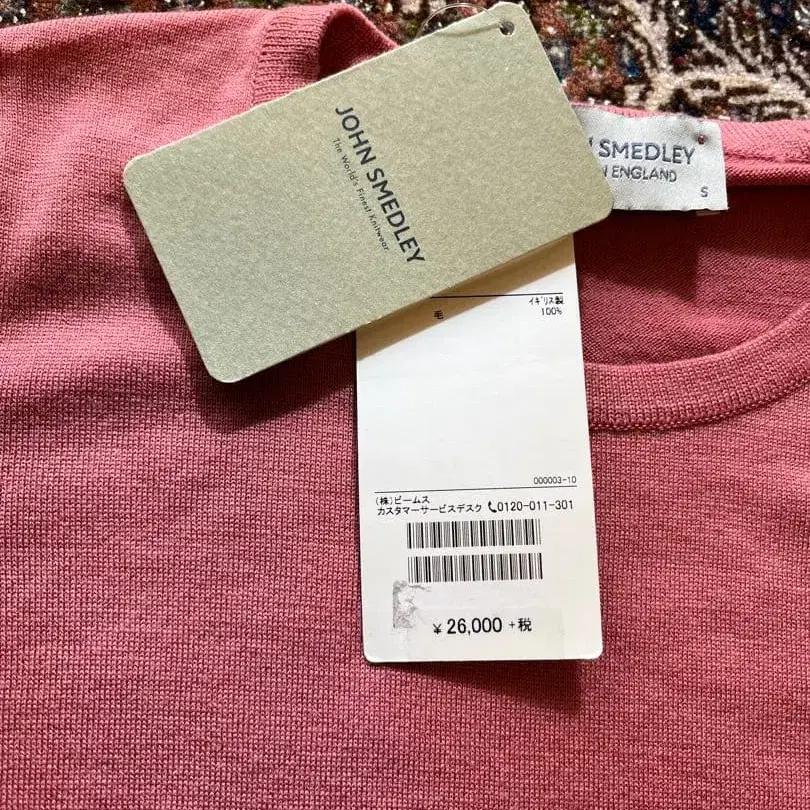 JOHN SMEDLEY
The World's Finest Knitwear
SMEDLEY
ENGLAND
S
イギリス製
毛 100%
000003-10
(株)ビームス
カスタマーサービスデスク 0120-011-301
¥ 26,000 +税